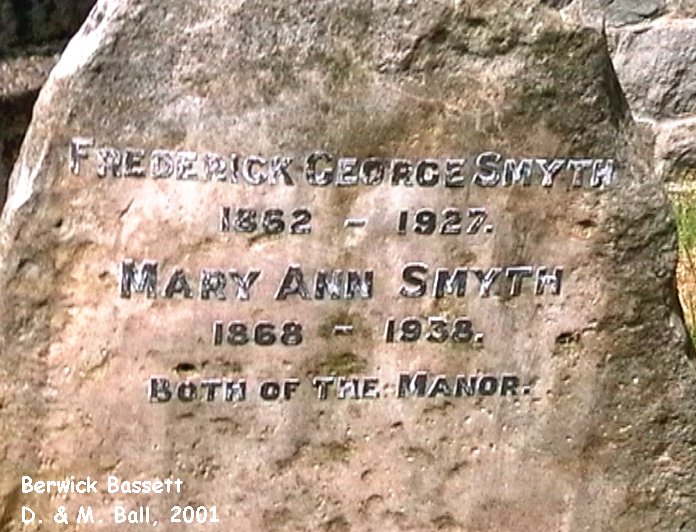 FREDERICK GEORGE SMYTH
1862 – 1927.
MARY ANN SMYTH
1868 – 1938.
BOTH OF THE MANOR.
Berwick Bassett
D. & M. Ball, 2001